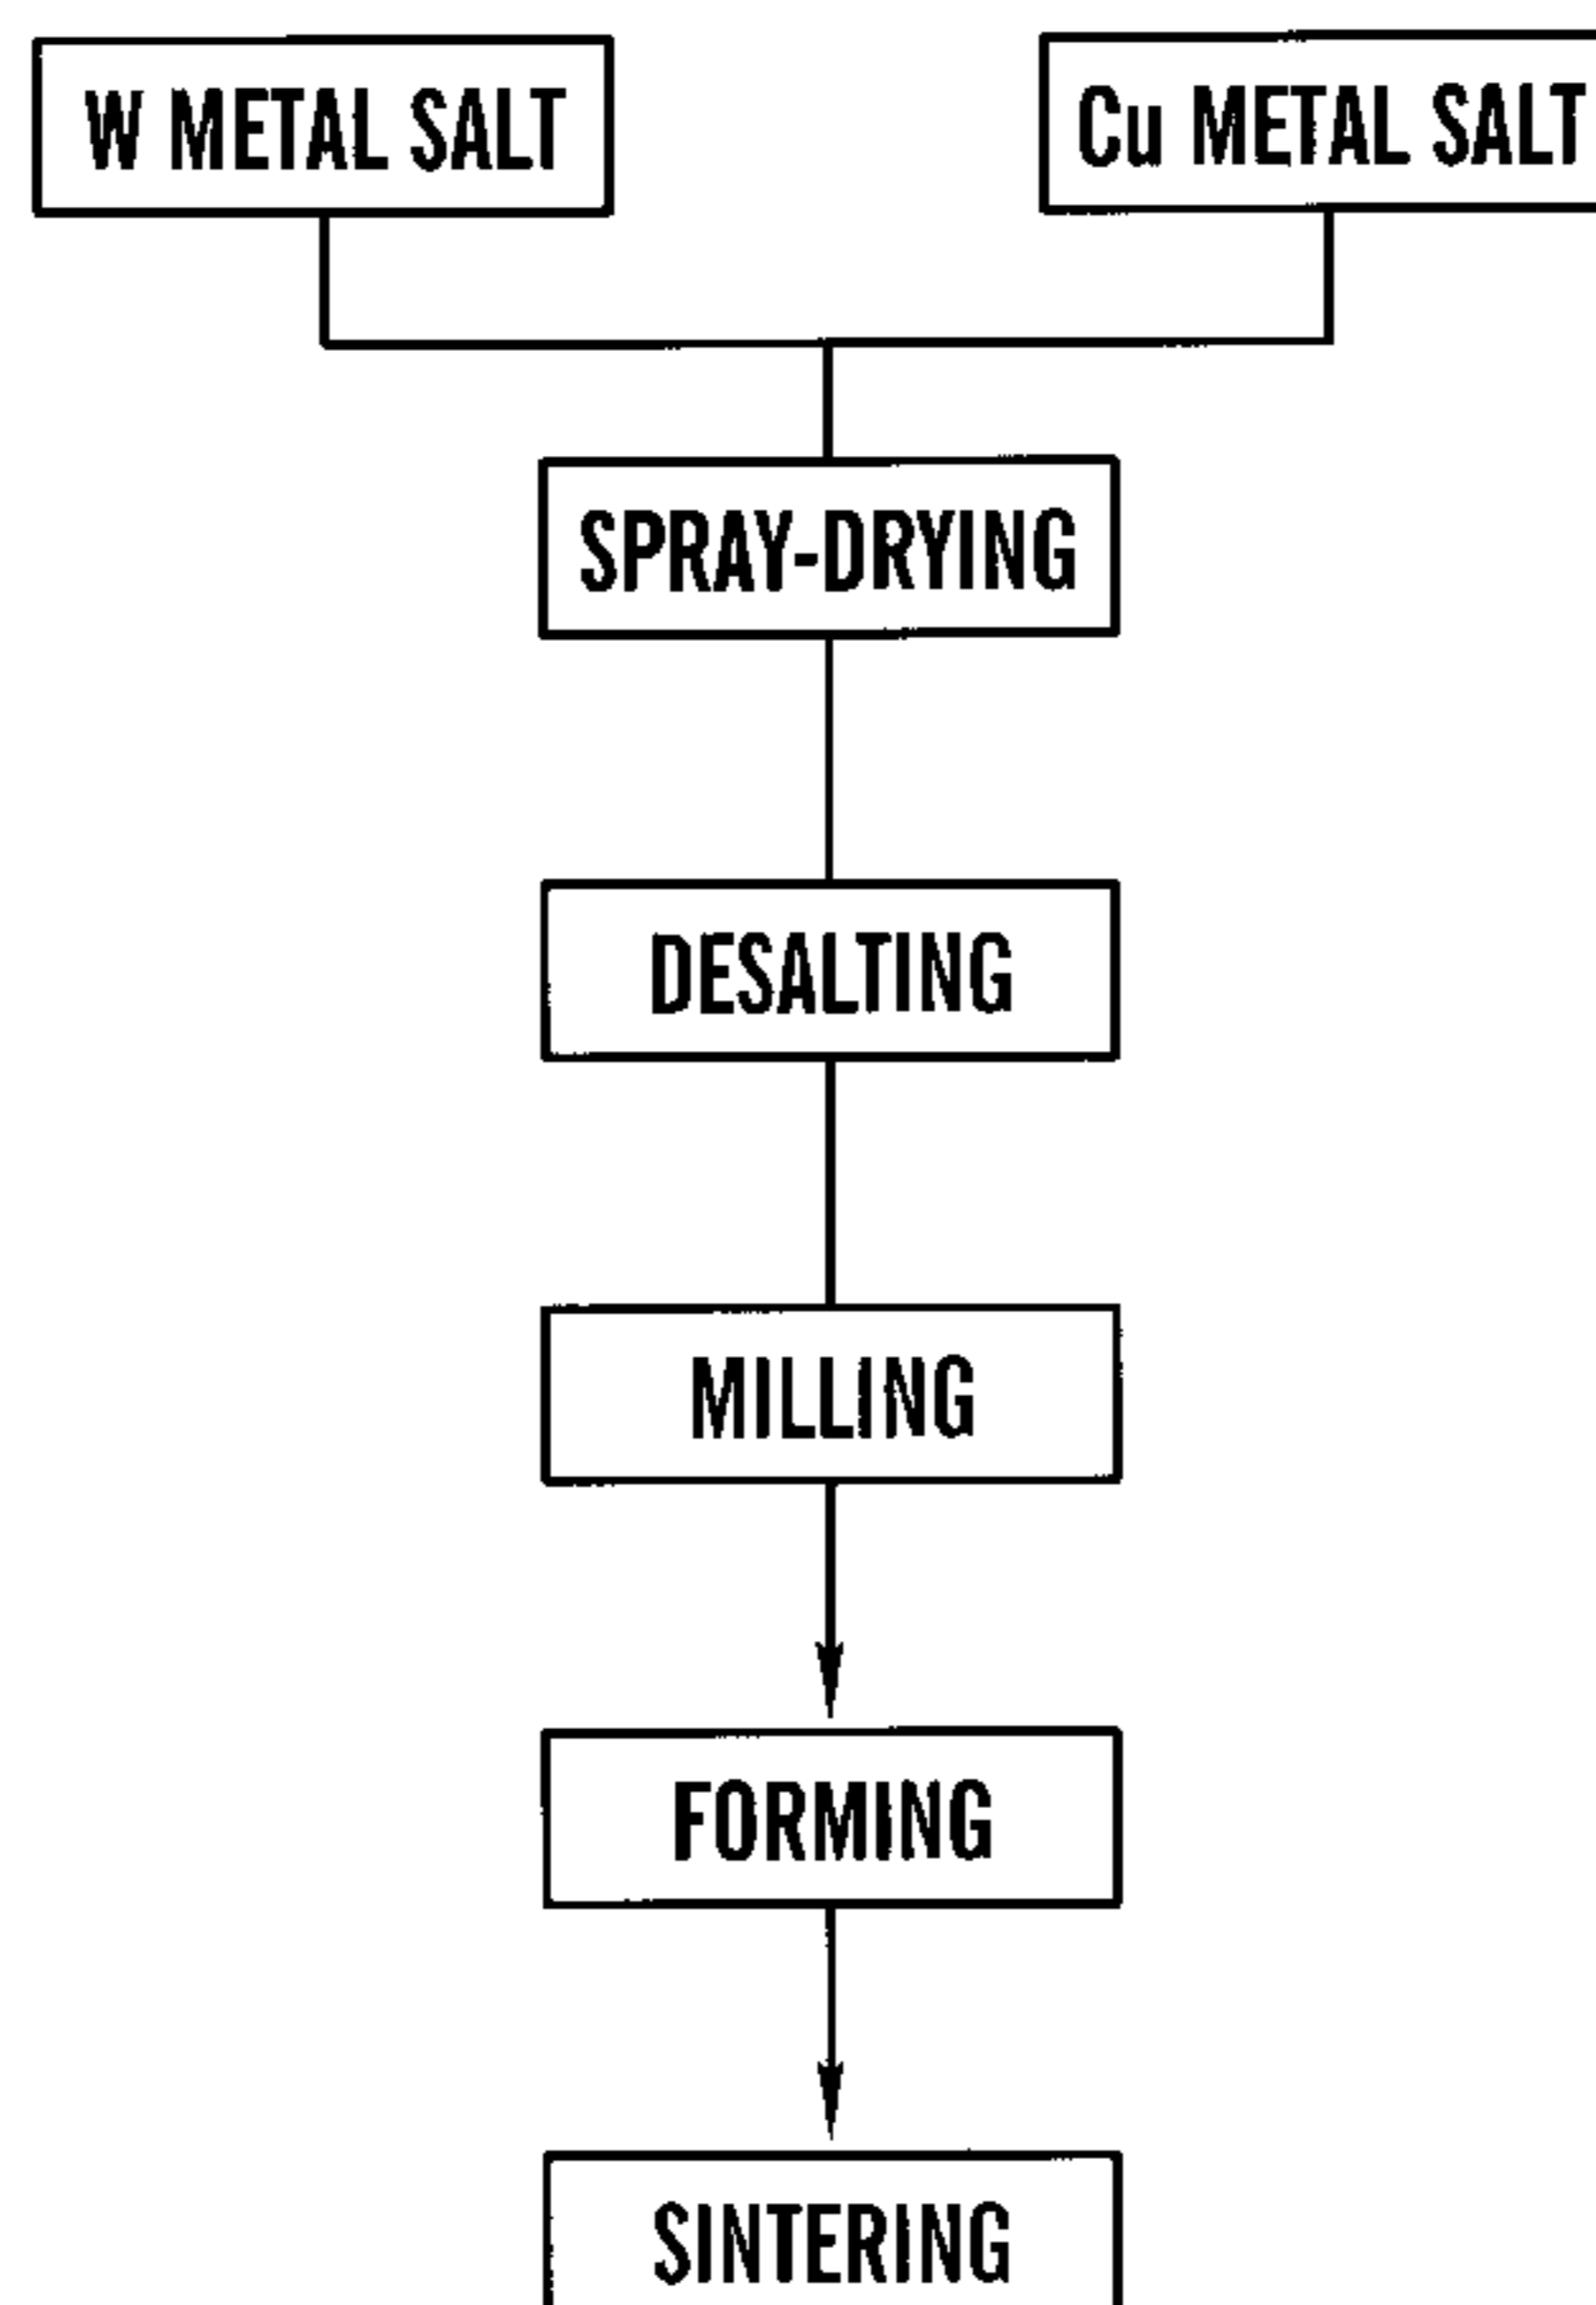 W METAL SALT
Cu METAL SALT
SPRAY-DRYING
DESALTING
MILLING
FORMING
SINTERING